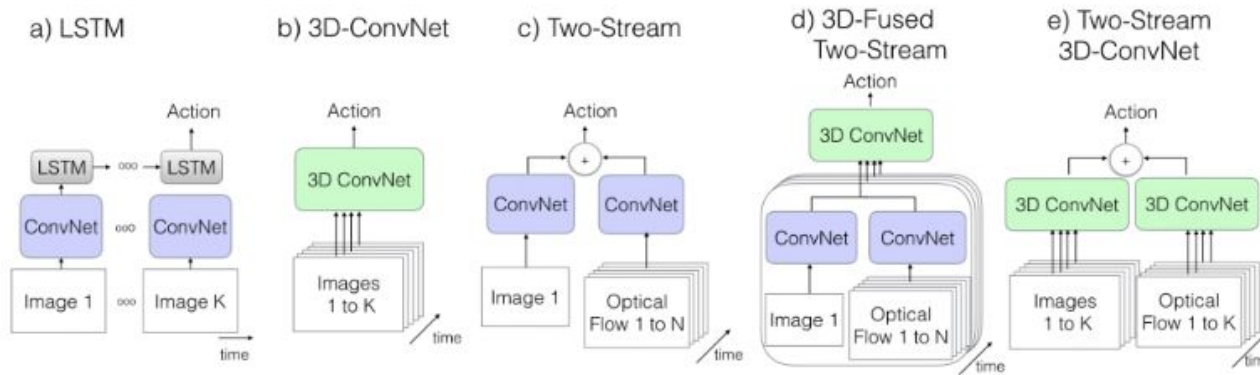 a) LSTM
Action
LSTM
ooo
LSTM
ConvNet
ooo
ConvNet
Image 1
ooo
Image K
time
b) 3D-ConvNet
Action
3D ConvNet
Images
1 to K
time
c) Two-Stream
Action
+
ConvNet
ConvNet
Image 1
Optical
Flow 1 to N
time
d) 3D-Fused
Two-Stream
Action
3D ConvNet
ConvNet
ConvNet
Image 1
Optical
Flow 1 to N
time
e) Two-Stream
3D-ConvNet
Action
+
3D ConvNet
3D ConvNet
Images
1 to K
Optical
Flow 1 to K
time